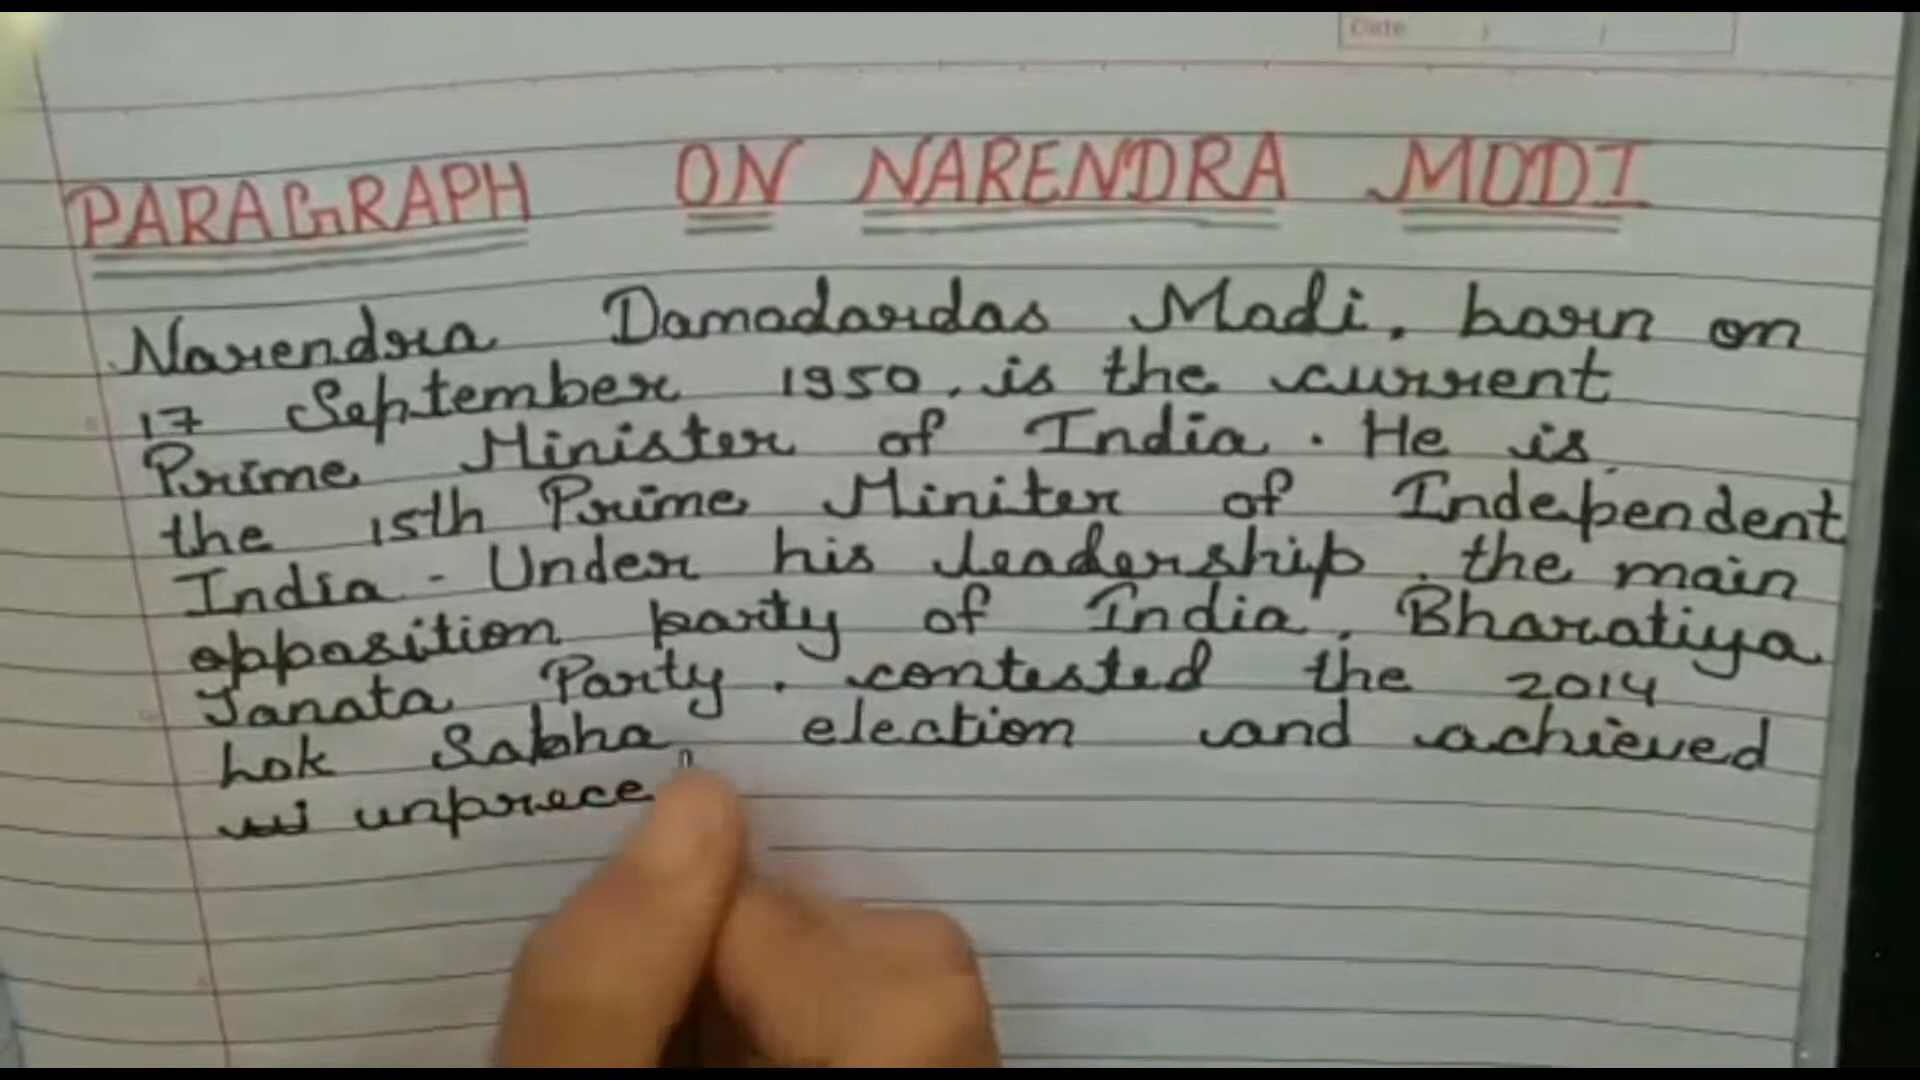 Date / /
PARAGRAPH ON NARENDRA MODI
Narendra Damodardas Modi, born on
17 September 1950, is the current
Prime Minister of India. He is
the 15th Prime Miniter of Independent
India. Under his leadership, the main
opposition party of India, Bharatiya
Janata Party, contested the 2014
Lok Sabha election and achieved
unprece